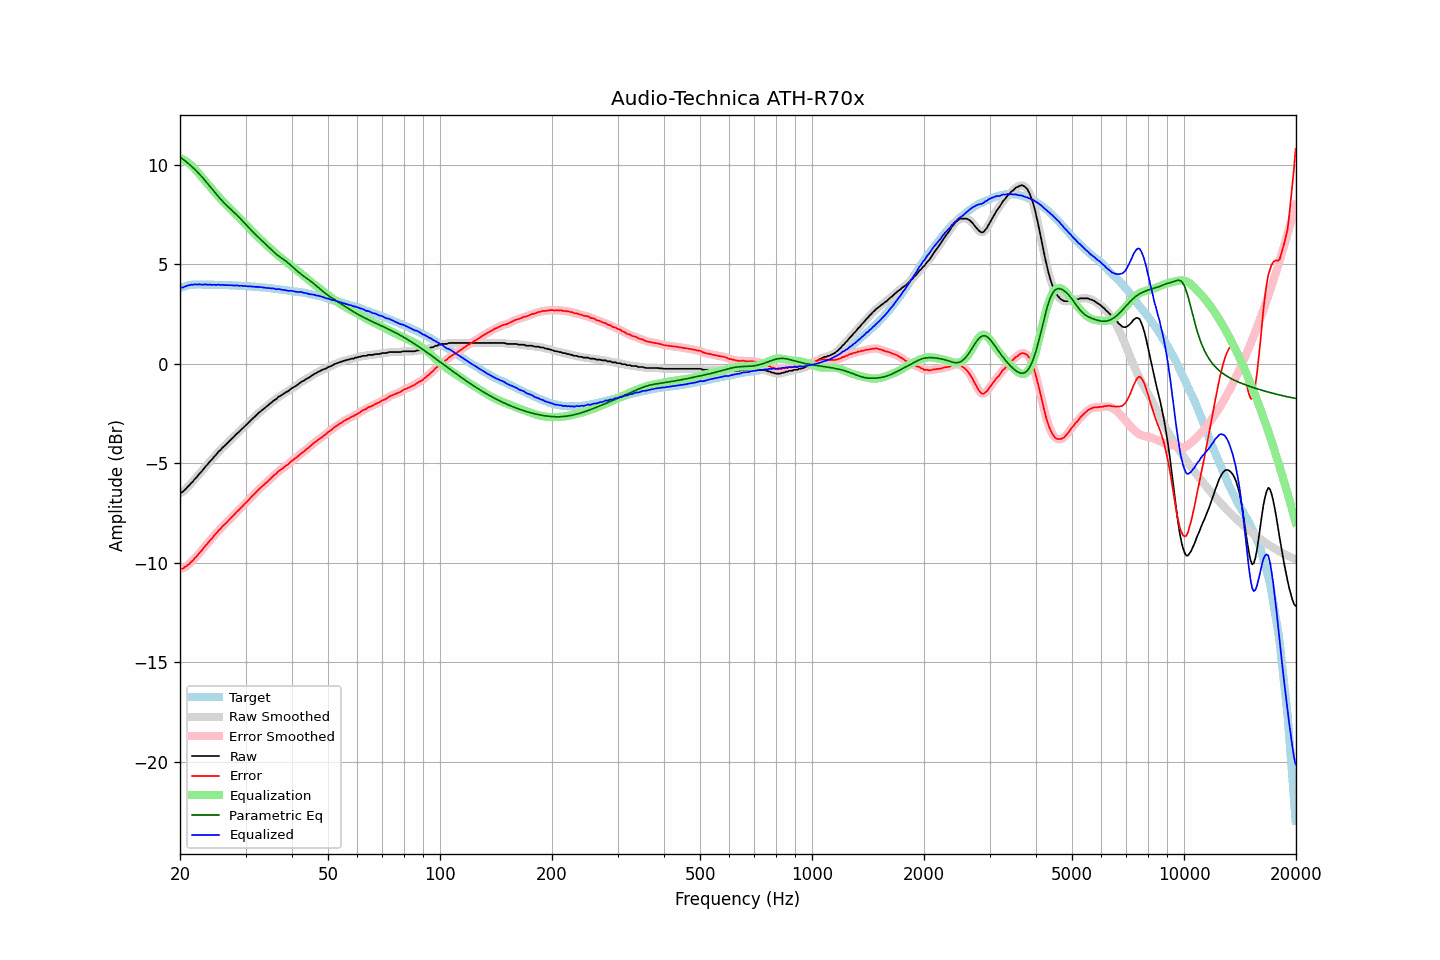 Audio-Technica ATH-R70x
10
5
0
−5
−10
−15
−20
Amplitude (dBr)
Target
Raw Smoothed
Error Smoothed
Raw
Error
Equalization
Parametric Eq
Equalized
20 50 100 200 500 1000 2000 5000 10000 20000
Frequency (Hz)